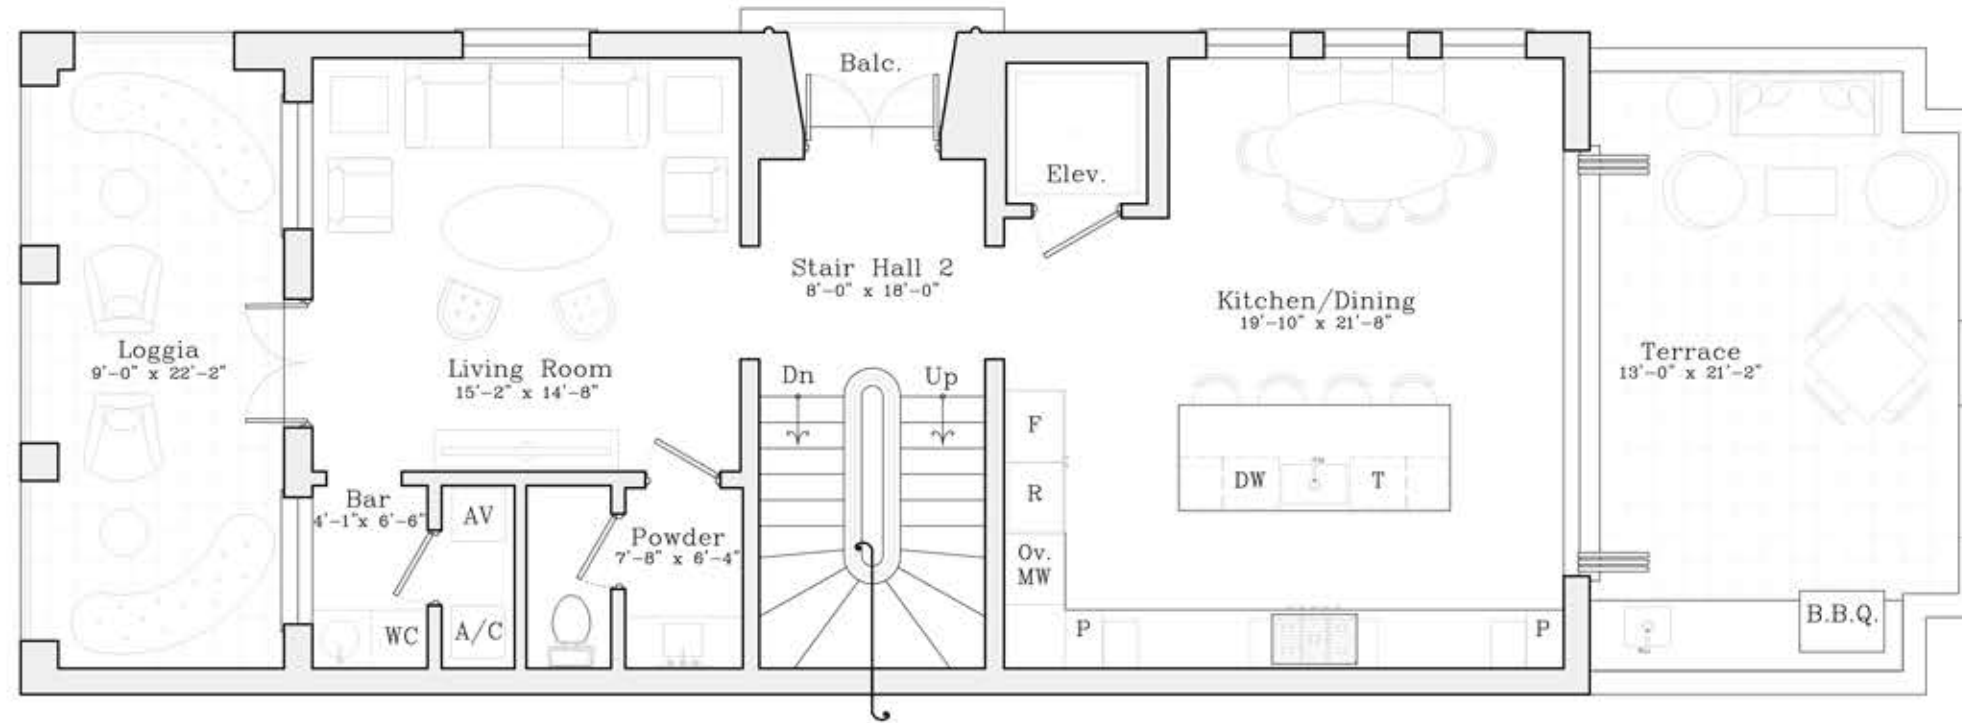 Balc.
Elev.
Stair Hall 2
8'-0" x 18'-0"
Kitchen/Dining
19'-10" x 21'-8"
Loggia
9'-0" x 22'-2"
Living Room
15'-2" x 14'-8"
Terrace
13'-0" x 21'-2"
Dn
Up
F
R
Ov.
MW
DW
T
Bar
4'-1"x 6'-6"
AV
Powder
7'-8" x 6'-4"
WC
A/C
P
P
B.B.Q.